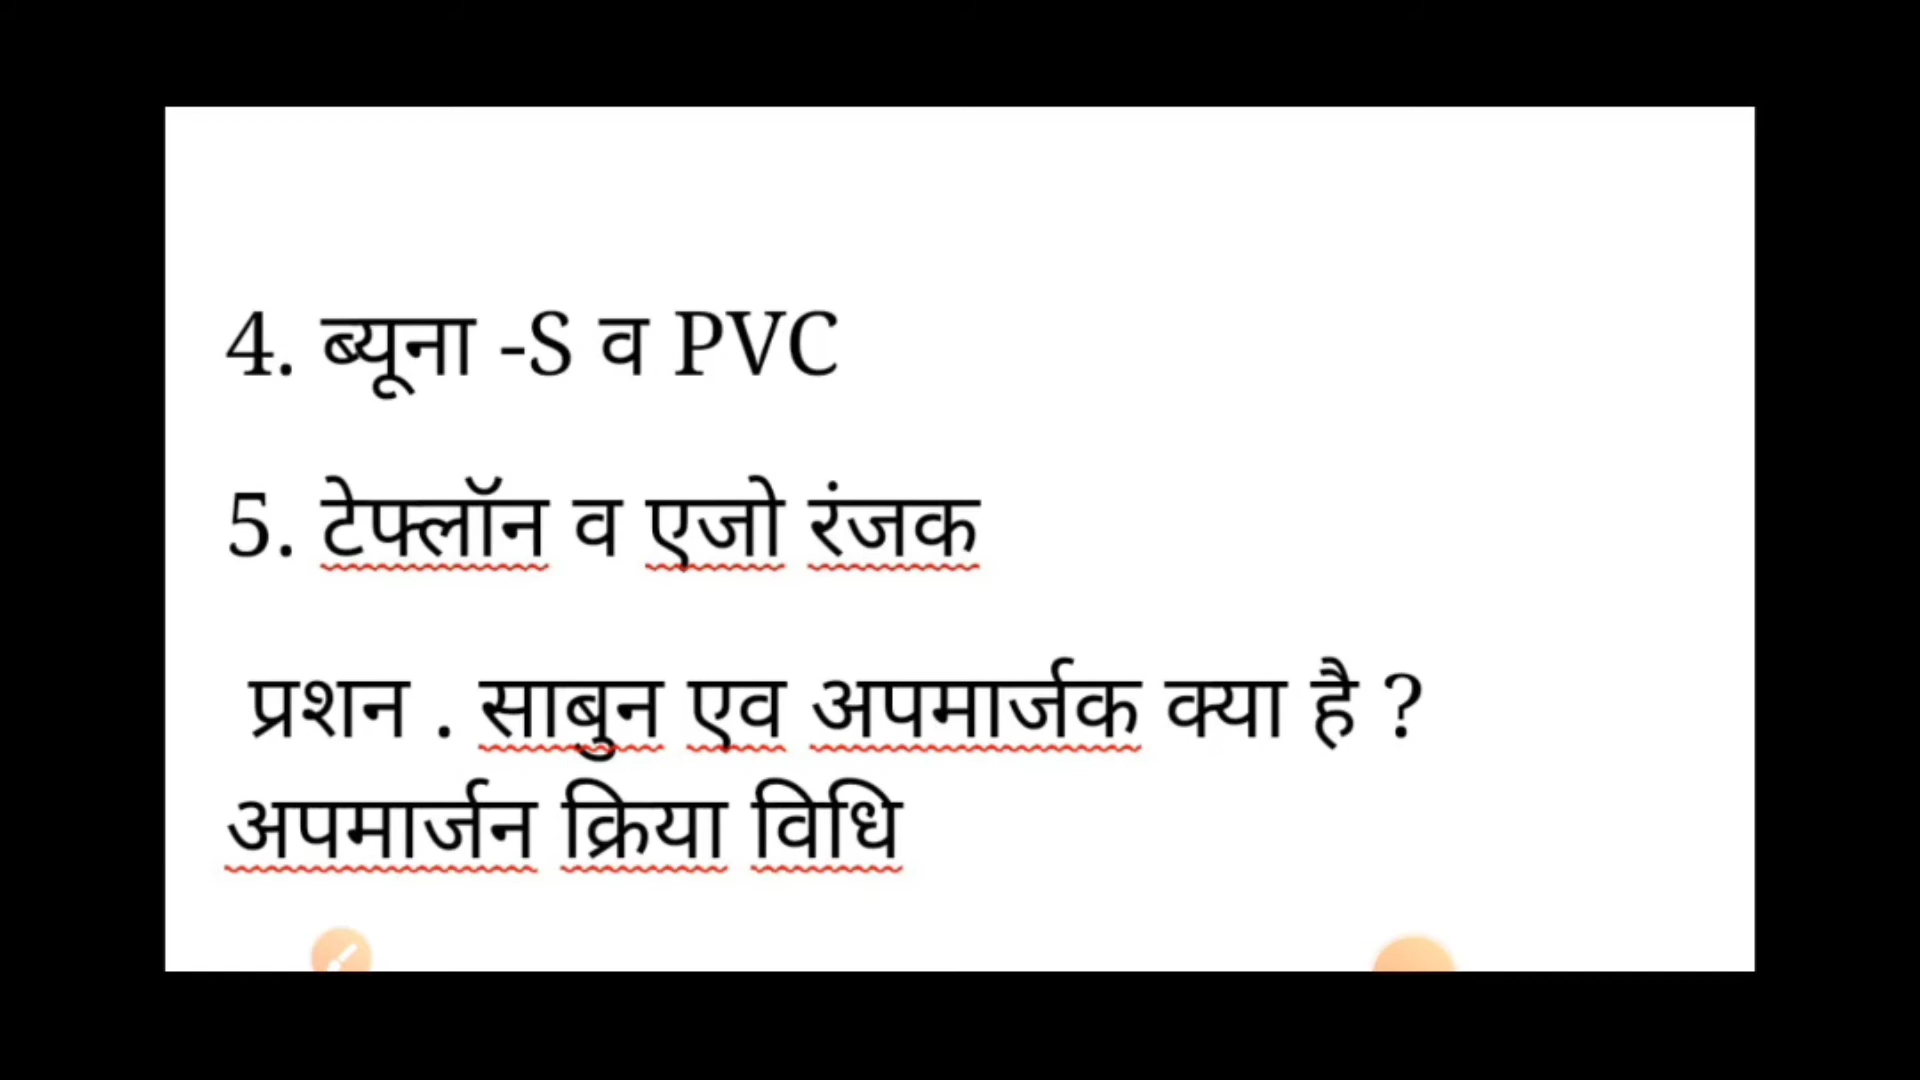 4. ब्यूना -S व PVC
5. टेफ्लॉन व एजो रंजक
प्रशन . साबुन एव अपमार्जक क्या है ?
अपमार्जन क्रिया विधि